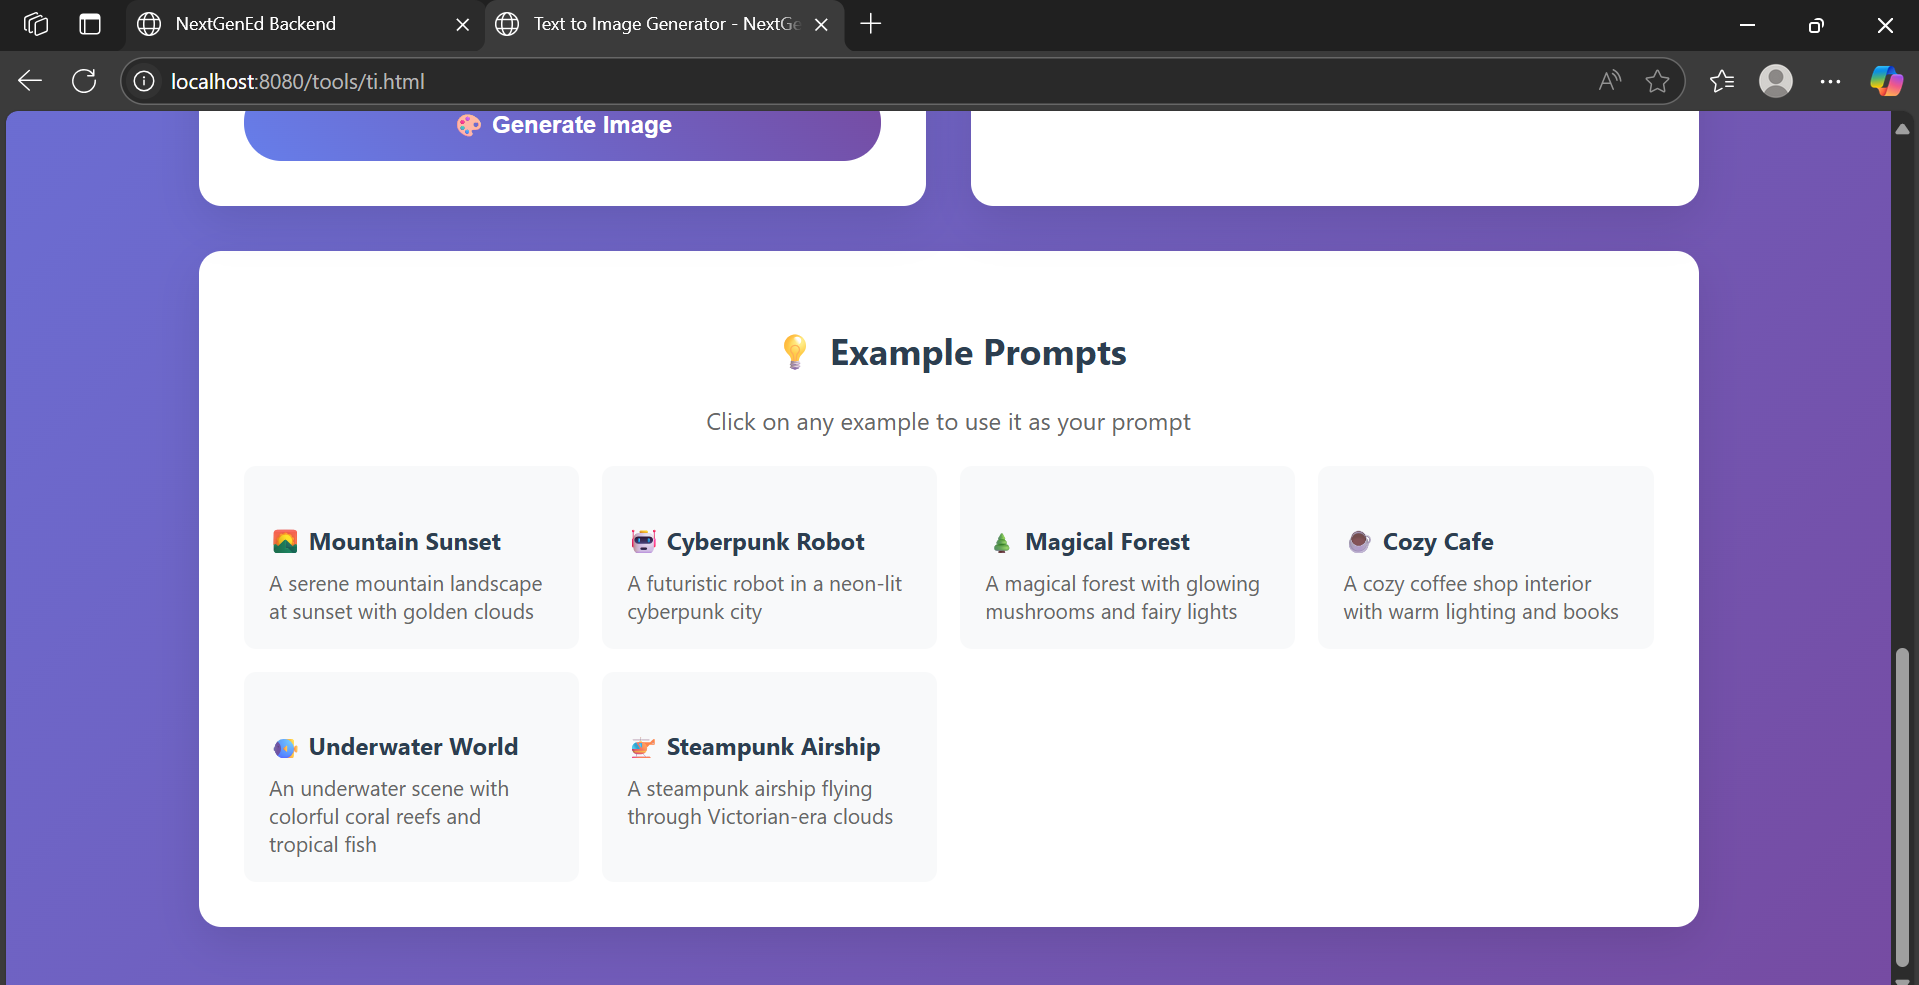 NextGenEd Backend
Text to Image Generator - NextGe
localhost:8080/tools/ti.html
Generate Image
Example Prompts
Click on any example to use it as your prompt
Mountain Sunset
A serene mountain landscape
at sunset with golden clouds
Cyberpunk Robot
A futuristic robot in a neon-lit
cyberpunk city
Magical Forest
A magical forest with glowing
mushrooms and fairy lights
Cozy Cafe
A cozy coffee shop interior
with warm lighting and books
Underwater World
An underwater scene with
colorful coral reefs and
tropical fish
Steampunk Airship
A steampunk airship flying
through Victorian-era clouds